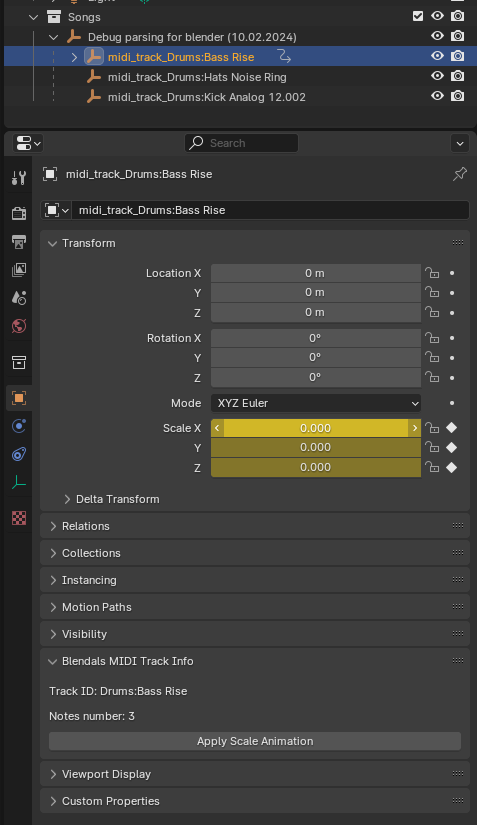 Songs
Debug parsing for blender (10.02.2024)
midi_track_Drums:Bass Rise
midi_track_Drums:Hats Noise Ring
midi_track_Drums:Kick Analog 12.002
Search
midi_track_Drums:Bass Rise
midi_track_Drums:Bass Rise
Transform
Location X 0 m
Y 0 m
Z 0 m
Rotation X 0°
Y 0°
Z 0°
Mode XYZ Euler
Scale X 0.000
Y 0.000
Z 0.000
Delta Transform
Relations
Collections
Instancing
Motion Paths
Visibility
Blendals MIDI Track Info
Track ID: Drums:Bass Rise
Notes number: 3
Apply Scale Animation
Viewport Display
Custom Properties